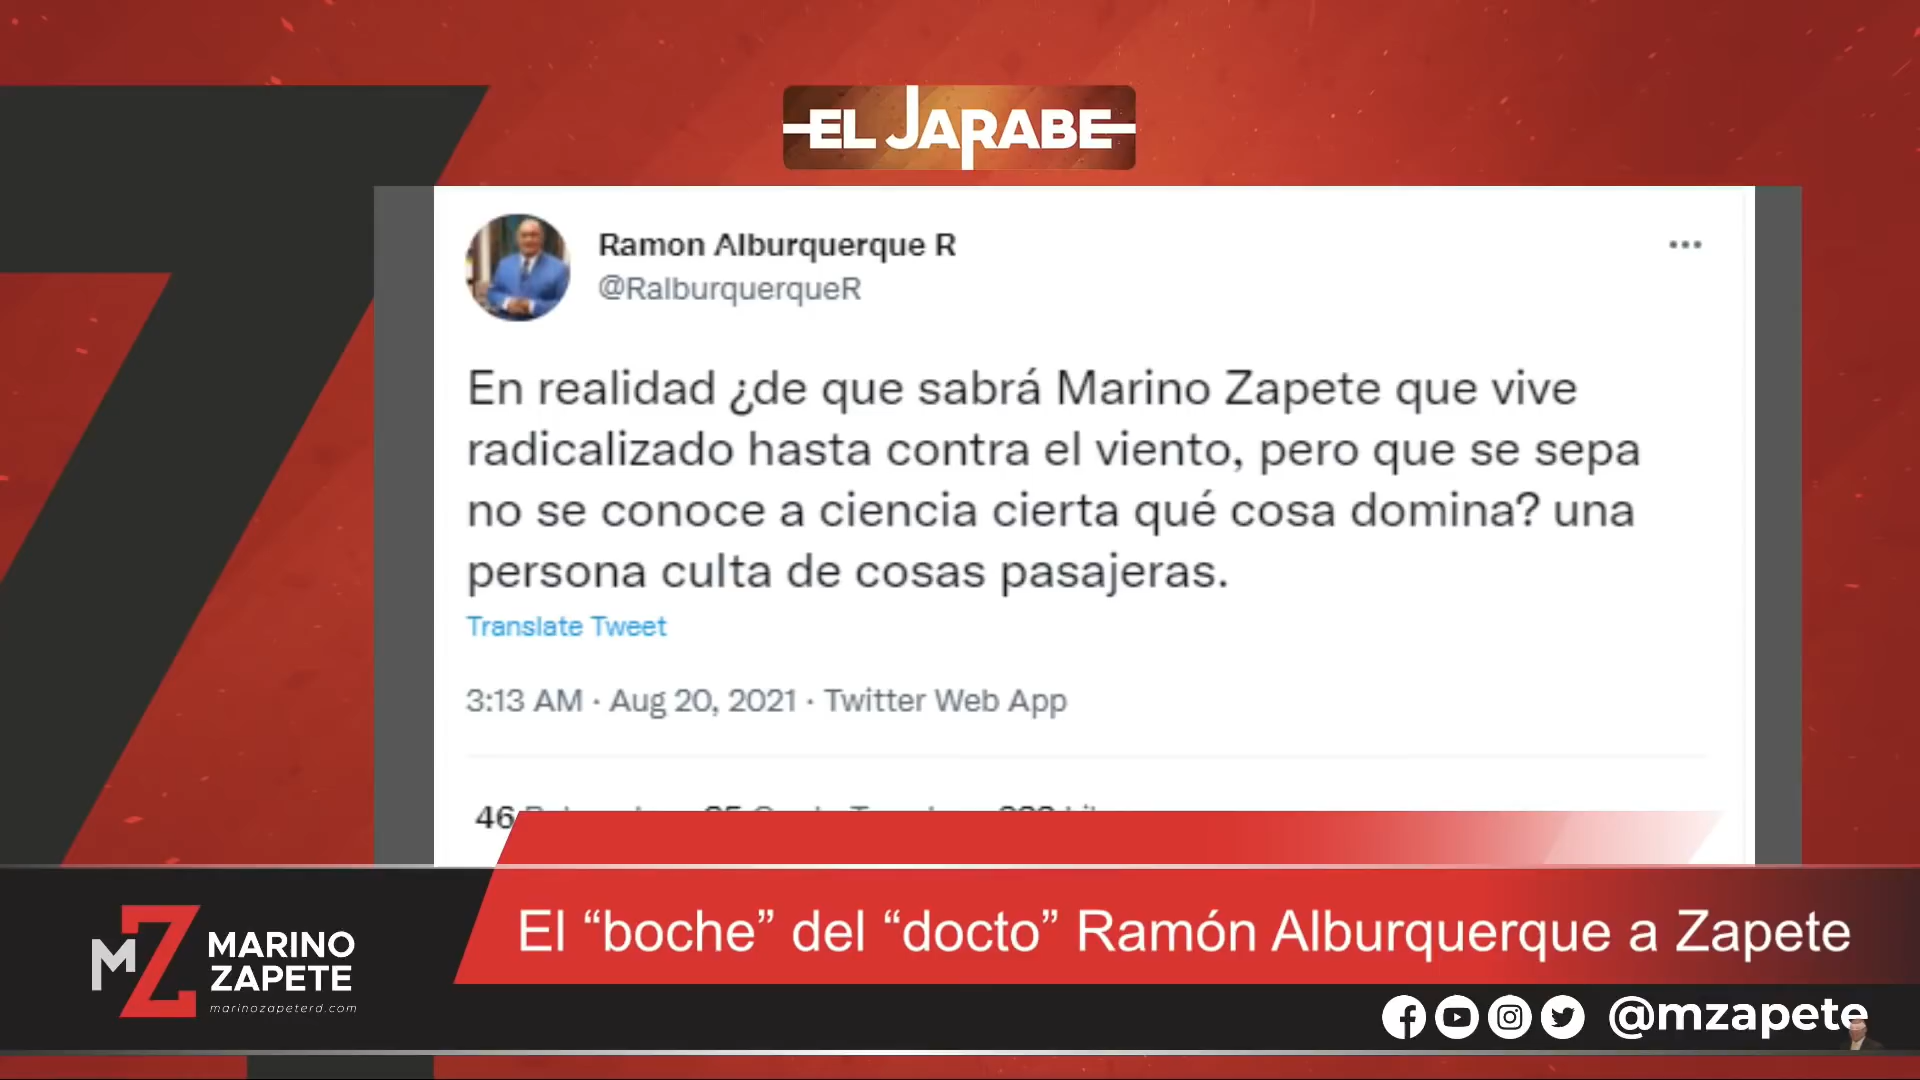 EL JARABE
Ramon Alburquerque R
@RalburquerqueR
En realidad ¿de que sabrá Marino Zapete que vive
radicalizado hasta contra el viento, pero que se sepa
no se conoce a ciencia cierta qué cosa domina? una
persona culta de cosas pasajeras.
Translate Tweet
3:13 AM · Aug 20, 2021 · Twitter Web App
46
El “boche” del “docto” Ramón Alburquerque a Zapete
MZ MARINO
ZAPETE
marinozapeterd.com
@mzapete